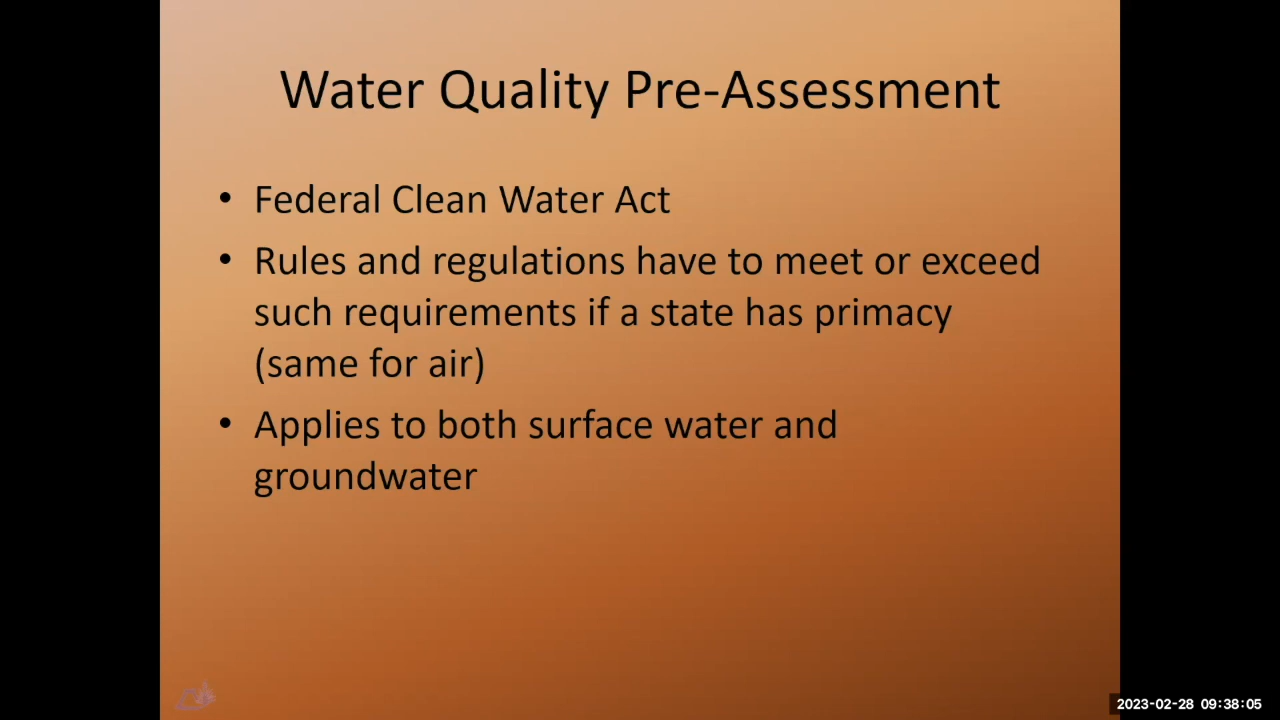 Water Quality Pre-Assessment
• Federal Clean Water Act
• Rules and regulations have to meet or exceed
such requirements if a state has primacy
(same for air)
• Applies to both surface water and
groundwater
2023-02-28 09:38:05